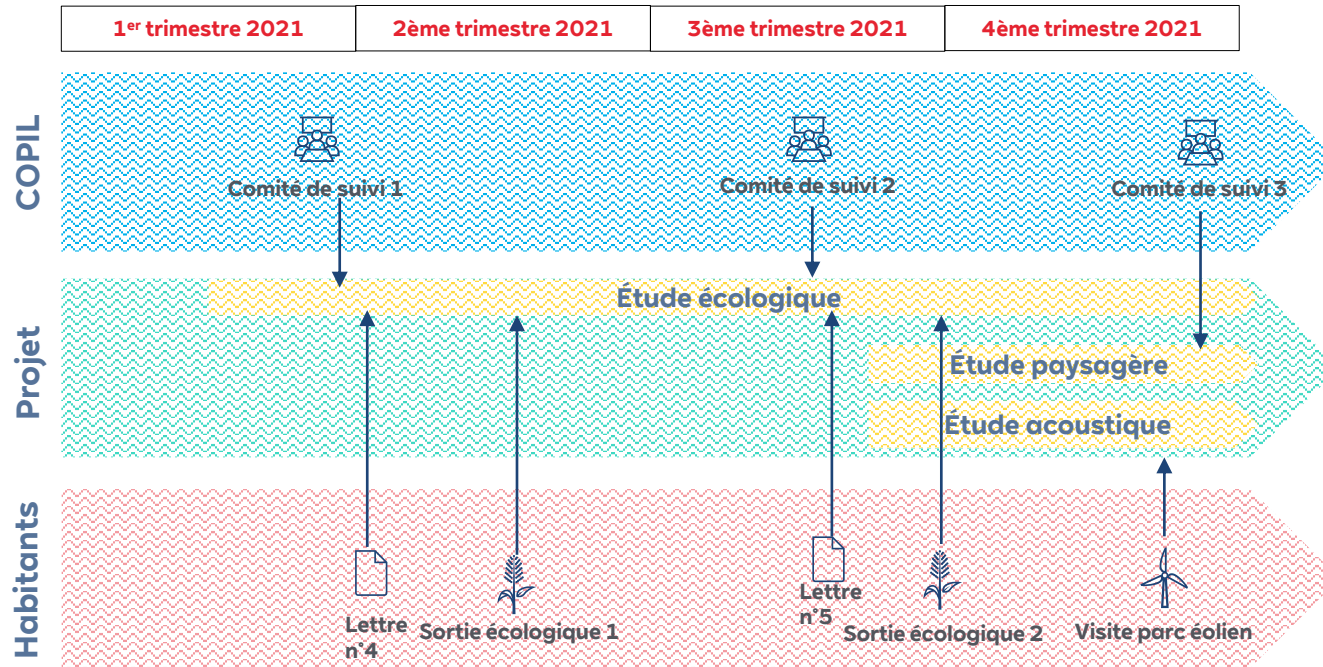 1er trimestre 2021
2ème trimestre 2021
3ème trimestre 2021
4ème trimestre 2021
COPIL
Comité de suivi 1
Comité de suivi 2
Comité de suivi 3
Projet
Étude écologique
Étude paysagère
Étude acoustique
Habitants
Lettre
n°4
Sortie écologique 1
Lettre
n°5
Sortie écologique 2
Visite parc éolien